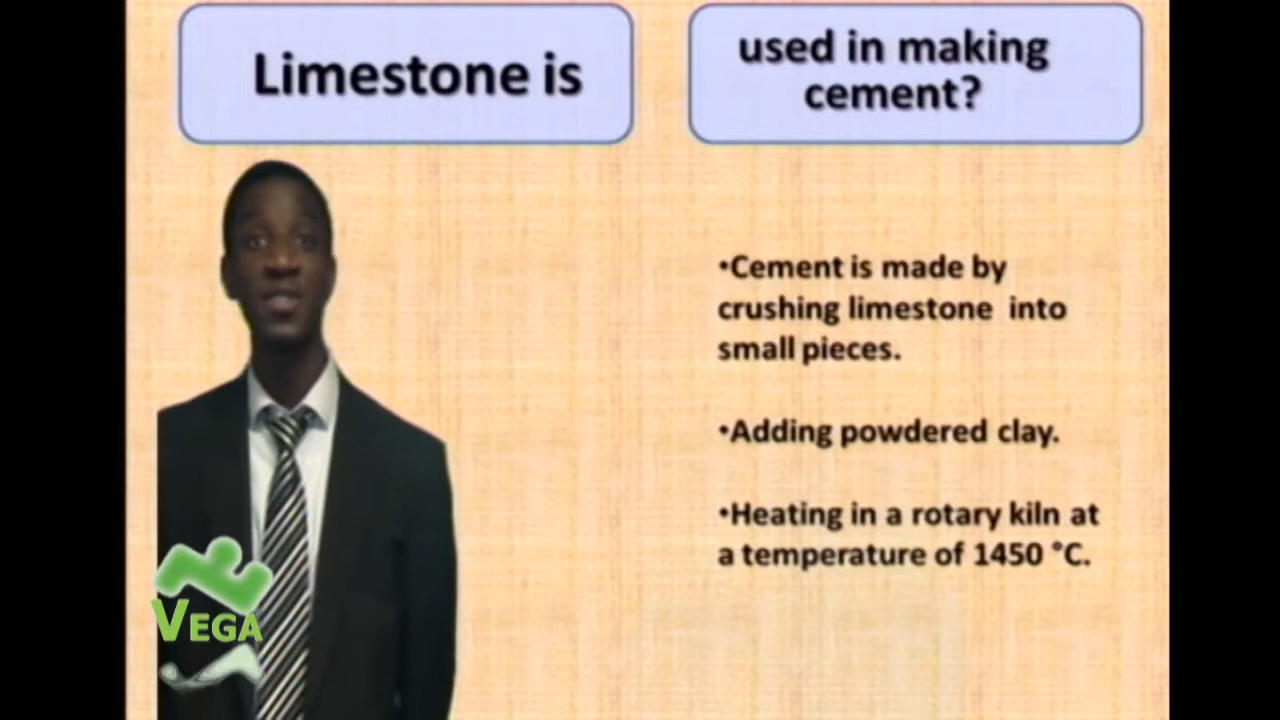 Limestone is
used in making
cement?
•Cement is made by
crushing limestone into
small pieces.
•Adding powdered clay.
•Heating in a rotary kiln at
a temperature of 1450 °C.
VEGA